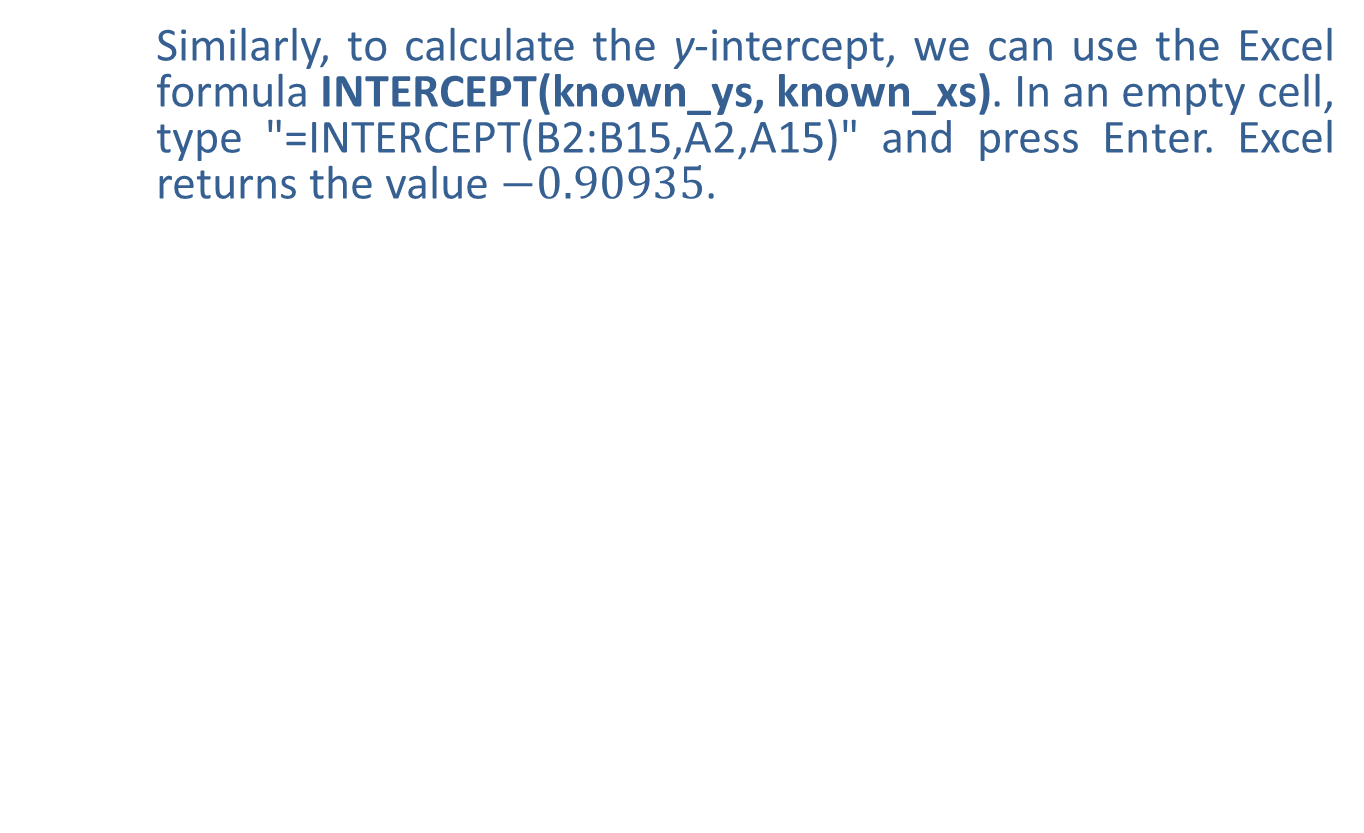 Similarly, to calculate the y-intercept, we can use the Excel
formula INTERCEPT(known_ys, known_xs). In an empty cell,
type "=INTERCEPT(B2:B15,A2,A15)" and press Enter. Excel
returns the value −0.90935.